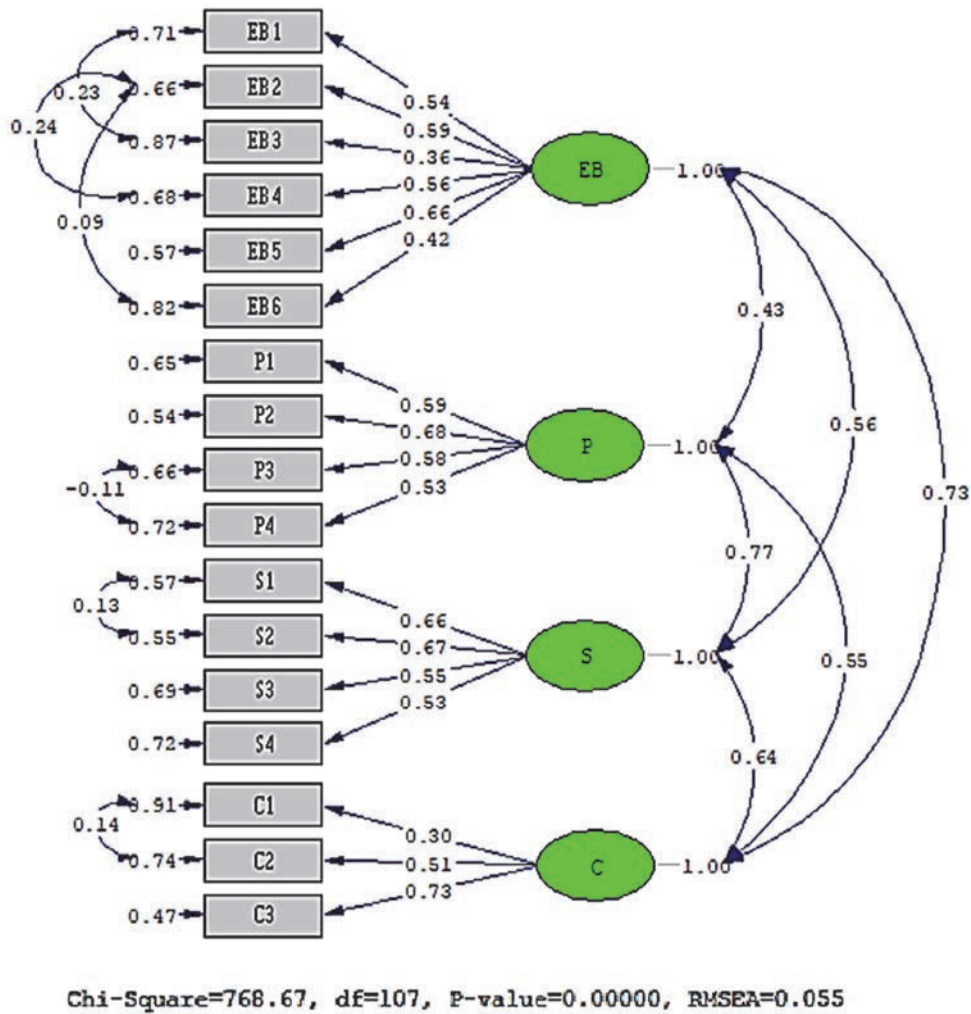 0.71 EB1
0.66 EB2
0.54
0.23
0.24
0.59
0.87 EB3
0.36
EB 1.00
0.56
0.68 EB4
0.66
0.09
0.42
0.57 EB5
0.82 EB6
0.43
0.65 P1
0.59
0.54 P2
0.56
0.68
P 1.00
0.66 P3
0.58
-0.11
0.53
0.73
0.72 P4
0.77
0.57 S1
0.13
0.66
0.55 S2
0.67
S 1.00
0.55
0.55
0.69 S3
0.53
0.72 S4
0.64
0.91 C1
0.14
0.30
0.74 C2
0.51
C 1.00
0.73
0.47 C3
Chi-Square=768.67, df=107, P-value=0.00000, RMSEA=0.055